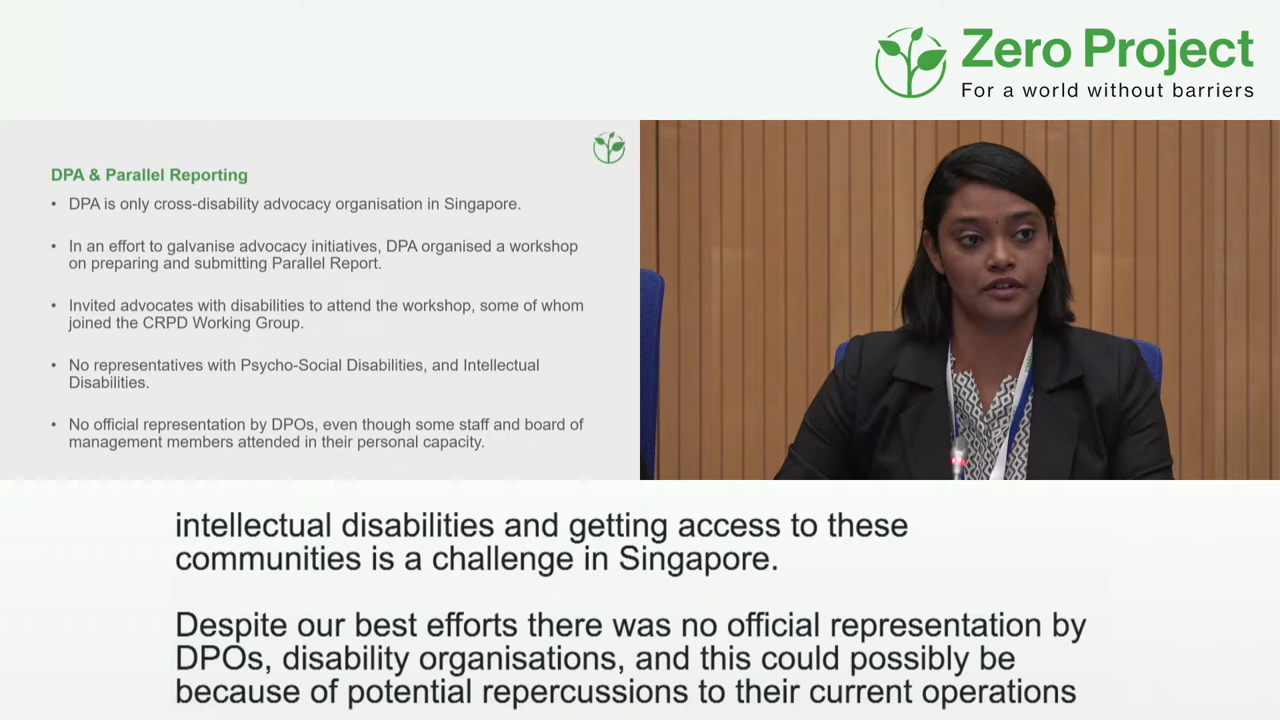 Zero Project
For a world without barriers
DPA & Parallel Reporting
• DPA is only cross-disability advocacy organisation in Singapore.
• In an effort to galvanise advocacy initiatives, DPA organised a workshop
on preparing and submitting Parallel Report.
• Invited advocates with disabilities to attend the workshop, some of whom
joined the CRPD Working Group.
• No representatives with Psycho-Social Disabilities, and Intellectual
Disabilities.
• No official representation by DPOs, even though some staff and board of
management members attended in their personal capacity.
intellectual disabilities and getting access to these
communities is a challenge in Singapore.
Despite our best efforts there was no official representation by
DPOs, disability organisations, and this could possibly be
because of potential repercussions to their current operations